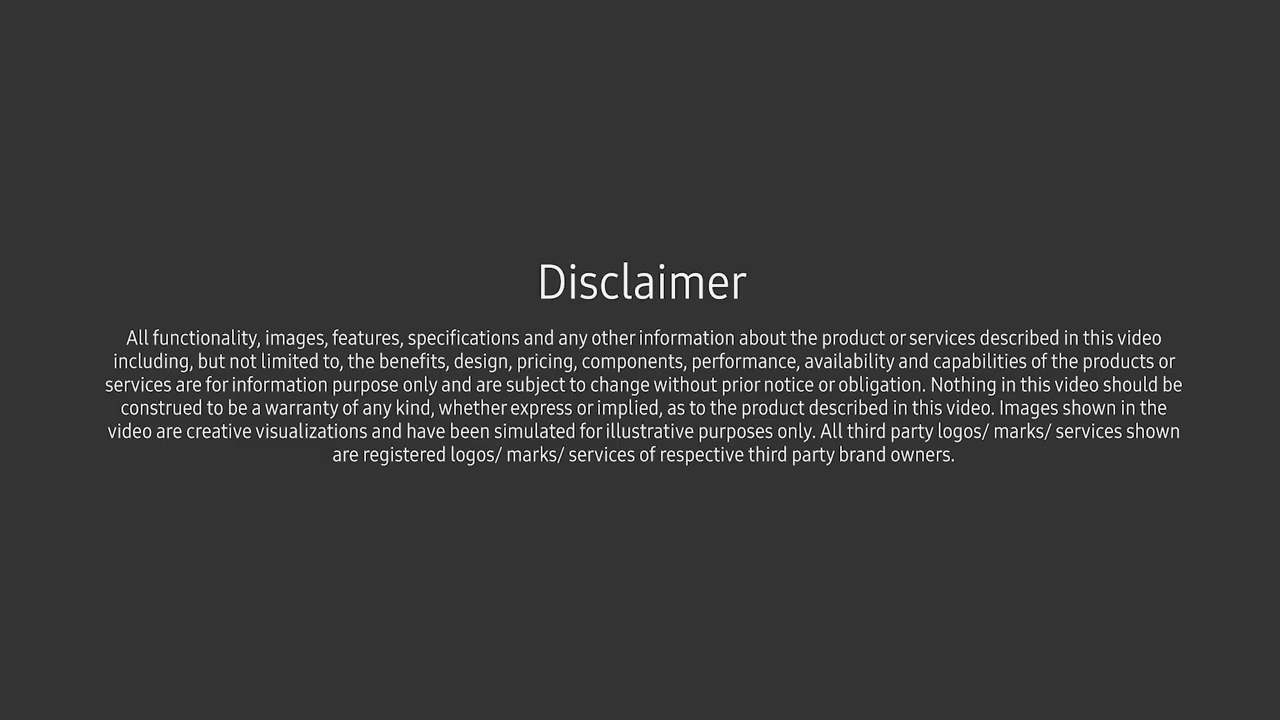 Disclaimer
All functionality, images, features, specifications and any other information about the product or services described in this video
including, but not limited to, the benefits, design, pricing, components, performance, availability and capabilities of the products or
services are for information purpose only and are subject to change without prior notice or obligation. Nothing in this video should be
construed to be a warranty of any kind, whether express or implied, as to the product described in this video. Images shown in the
video are creative visualizations and have been simulated for illustrative purposes only. All third party logos/ marks/ services shown
are registered logos/ marks/ services of respective third party brand owners.